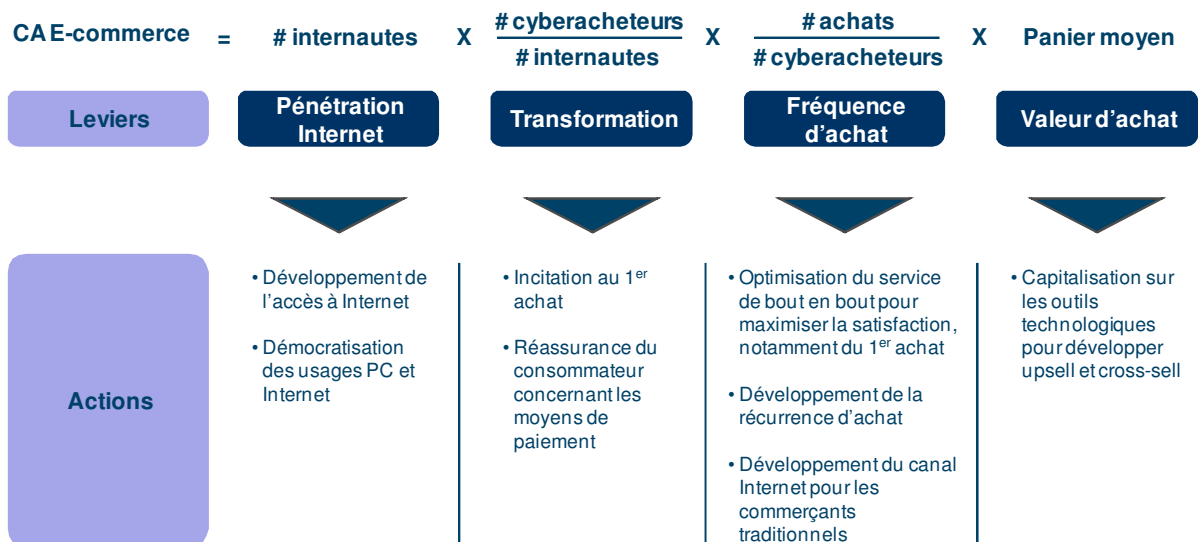 CA E-commerce = # internautes X # cyberacheteurs X # achats X Panier moyen
# internautes # cyberacheteurs
Leviers
Pénétration
Internet
Transformation
Fréquence
d'achat
Valeur d'achat
Actions
• Développement de
l'accès à Internet
• Démocratisation
des usages PC et
Internet
• Incitation au 1er
achat
• Réassurance du
consommateur
concernant les
moyens de
paiement
• Optimisation du service
de bout en bout pour
maximiser la satisfaction,
notamment du 1er achat
• Développement de la
récurrence d'achat
• Développement du canal
Internet pour les
commerçants
traditionnels
• Capitalisation sur
les outils
technologiques
pour développer
upsell et cross-sell